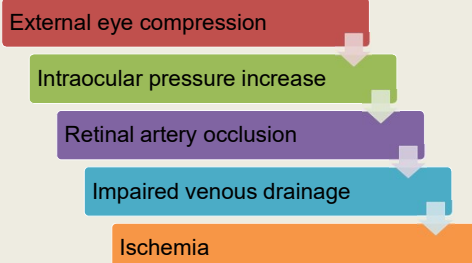 External eye compression
Intraocular pressure increase
Retinal artery occlusion
Impaired venous drainage
Ischemia